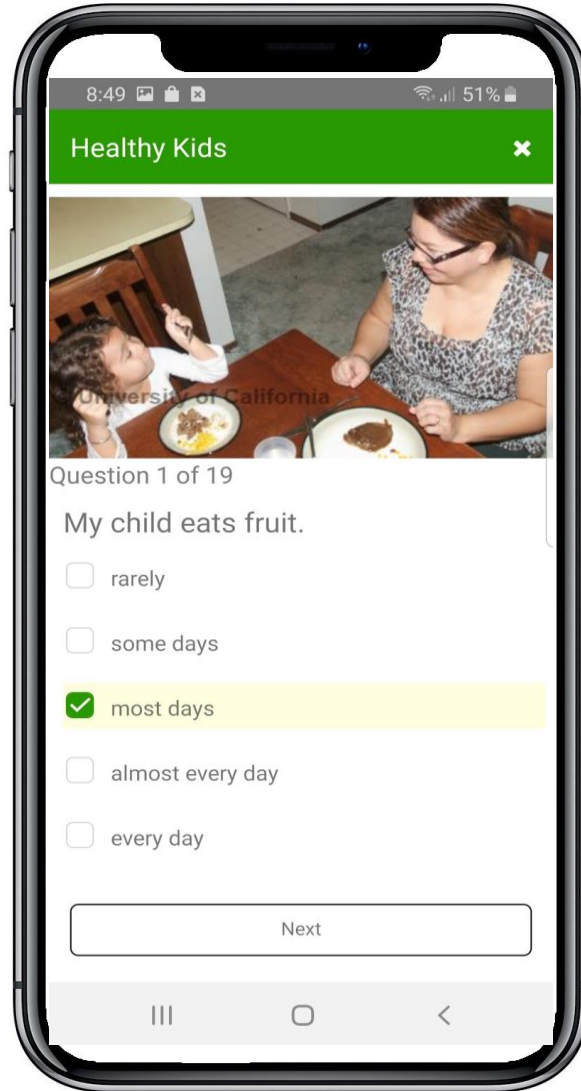 8:49 51%
Healthy Kids
University of California
Question 1 of 19
My child eats fruit.
rarely
some days
most days
almost every day
every day
Next